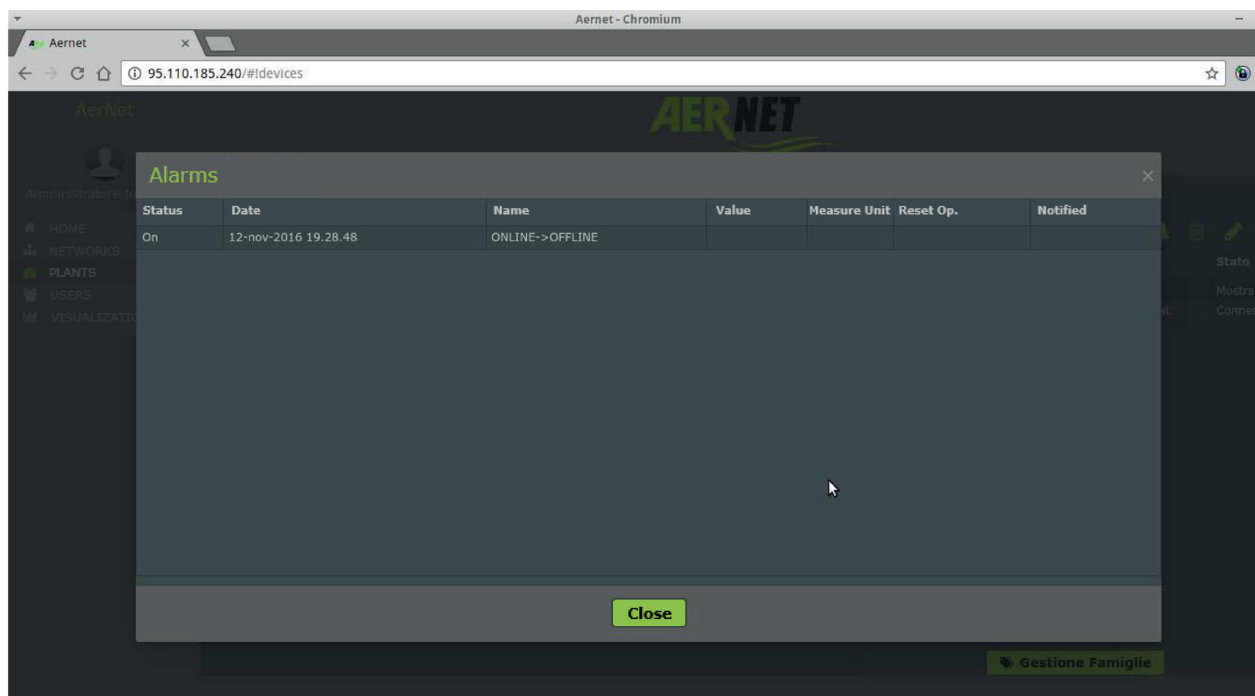 Aernet - Chromium
Aernet
95.110.185.240/#!devices
AerNet
AERNET
Alarms
Status Date Name Value Measure Unit Reset Op. Notified
On 12-nov-2016 19.28.48 ONLINE->OFFLINE
HOME
NETWORKS
PLANTS
USERS
Stato
Close
Gestione Famiglie